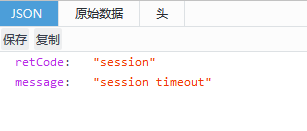 JSON 原始数据 头
保存 复制
retCode: "session"
message: "session timeout"